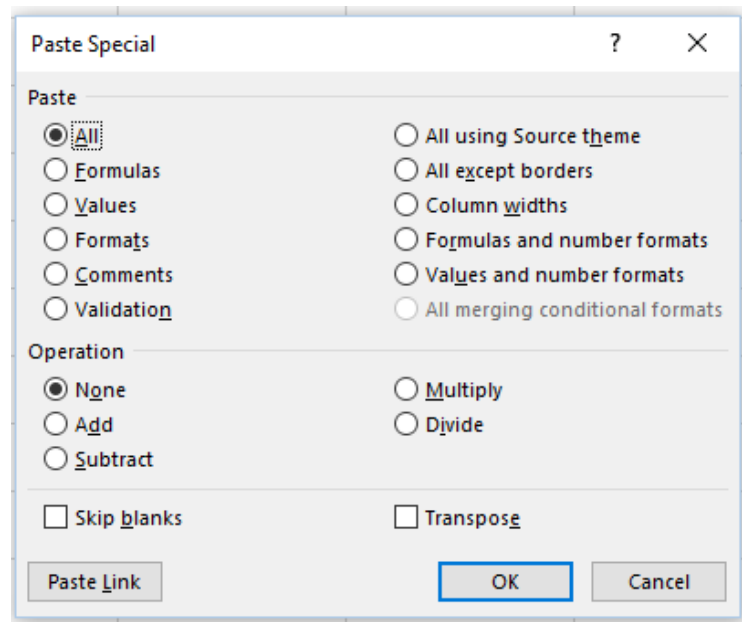 Paste Special ?
Paste
All
All using Source theme
Formulas
All except borders
Values
Column widths
Formats
Formulas and number formats
Comments
Values and number formats
Validation
All merging conditional formats
Operation
None
Multiply
Add
Divide
Subtract
Skip blanks
Transpose
Paste Link
OK
Cancel